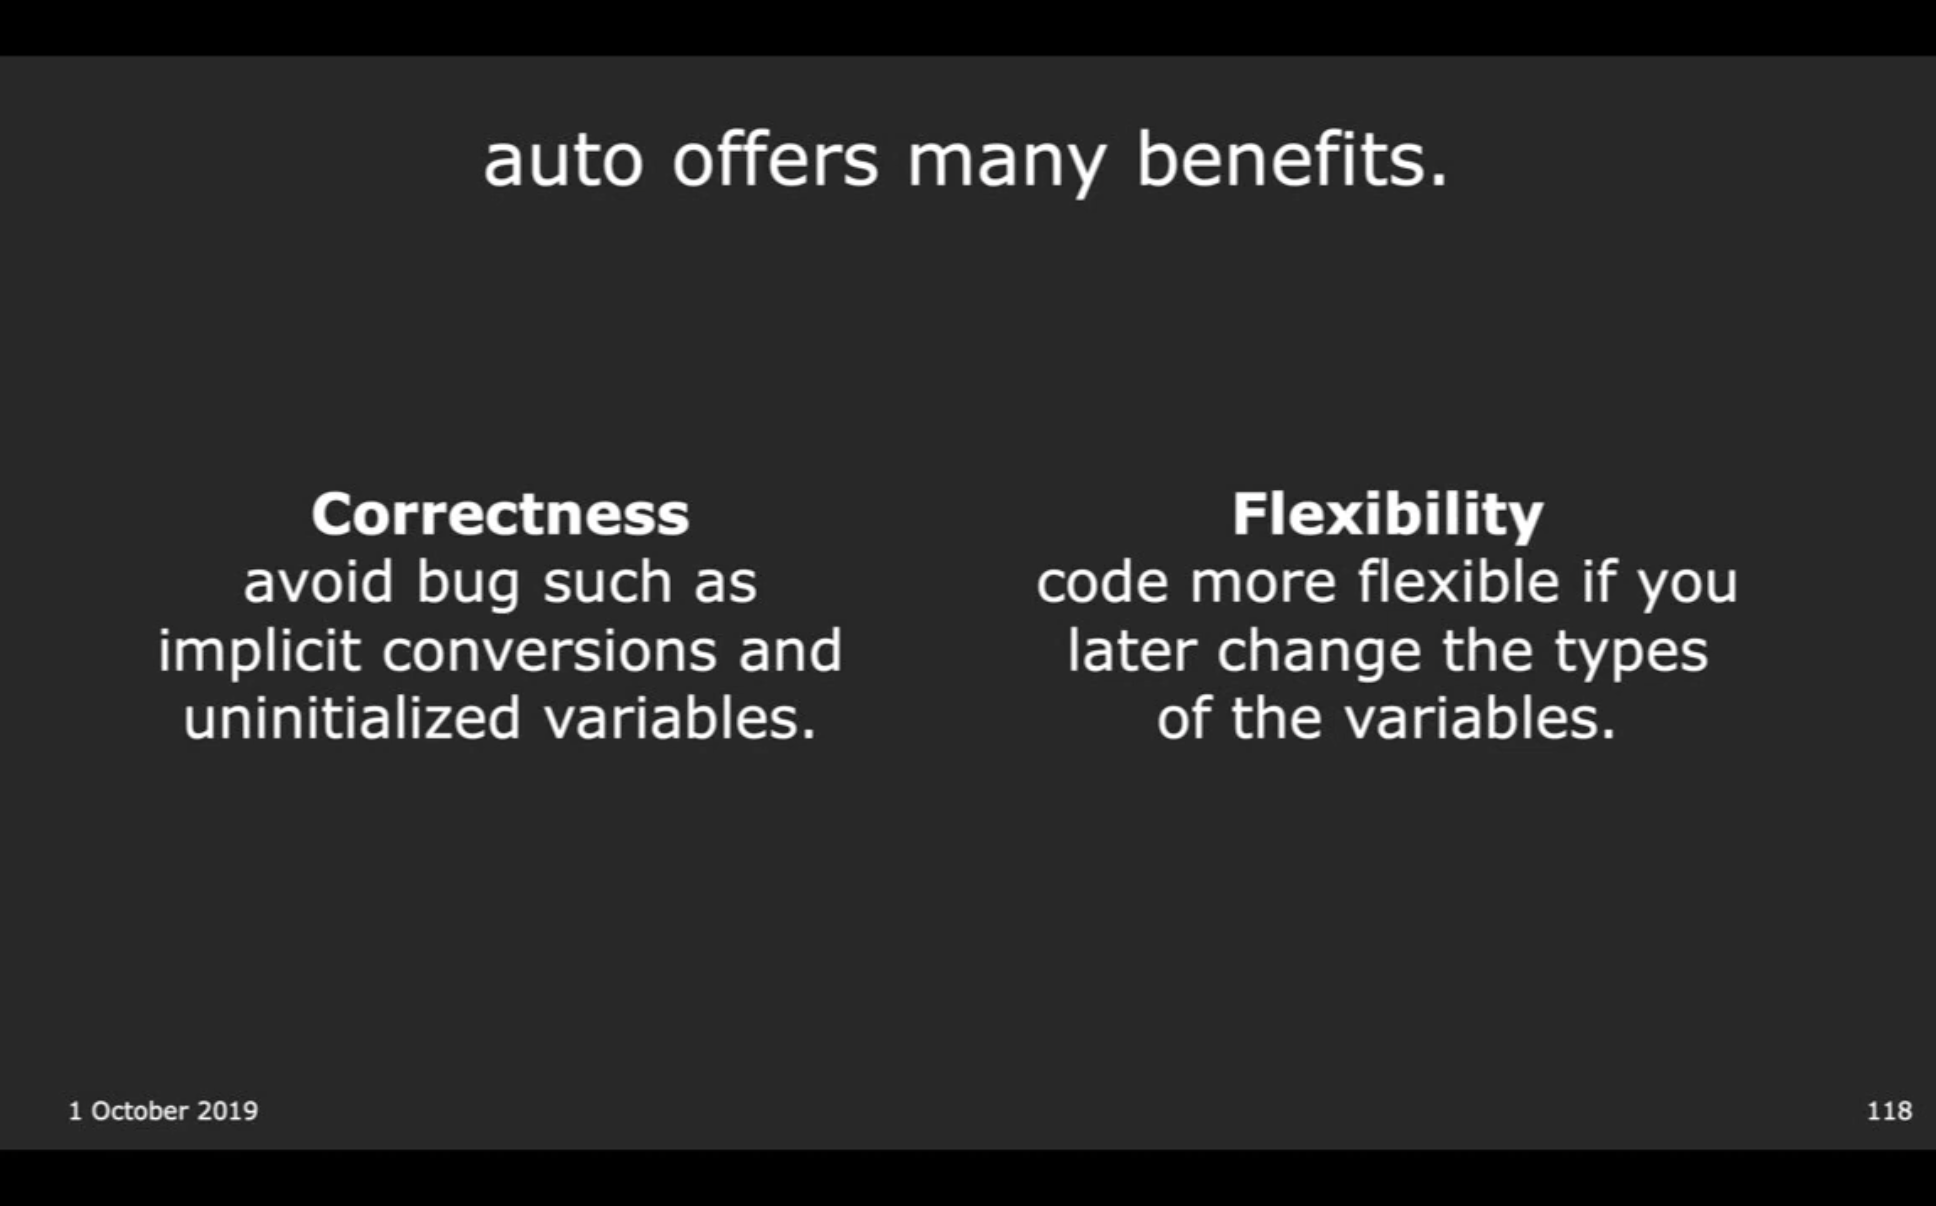 auto offers many benefits.
Correctness
avoid bug such as
implicit conversions and
uninitialized variables.
Flexibility
code more flexible if you
later change the types
of the variables.
1 October 2019
118